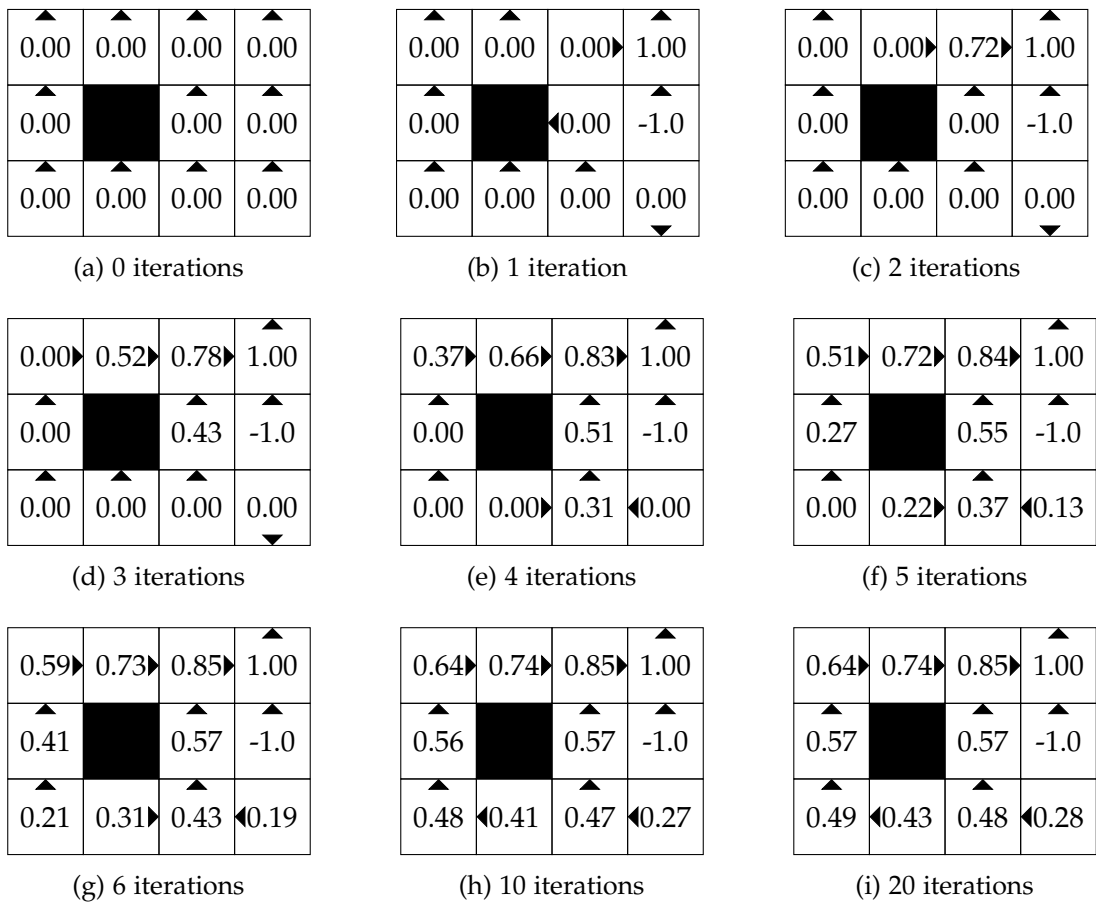 0.00 0.00 0.00 0.00 0.00 0.00 0.00 1.00 0.00 0.00 0.72 1.00
0.00 0.00 0.00 0.00 0.00 -1.0 0.00 0.00 -1.0
0.00 0.00 0.00 0.00 0.00 0.00 0.00 0.00 0.00 0.00 0.00 0.00
(a) 0 iterations (b) 1 iteration (c) 2 iterations
0.00 0.52 0.78 1.00 0.37 0.66 0.83 1.00 0.51 0.72 0.84 1.00
0.00 0.43 -1.0 0.00 0.51 -1.0 0.27 0.55 -1.0
0.00 0.00 0.00 0.00 0.00 0.00 0.31 0.00 0.00 0.22 0.37 0.13
(d) 3 iterations (e) 4 iterations (f) 5 iterations
0.59 0.73 0.85 1.00 0.64 0.74 0.85 1.00 0.64 0.74 0.85 1.00
0.41 0.57 -1.0 0.56 0.57 -1.0 0.57 0.57 -1.0
0.21 0.31 0.43 0.19 0.48 0.41 0.47 0.27 0.49 0.43 0.48 0.28
(g) 6 iterations (h) 10 iterations (i) 20 iterations